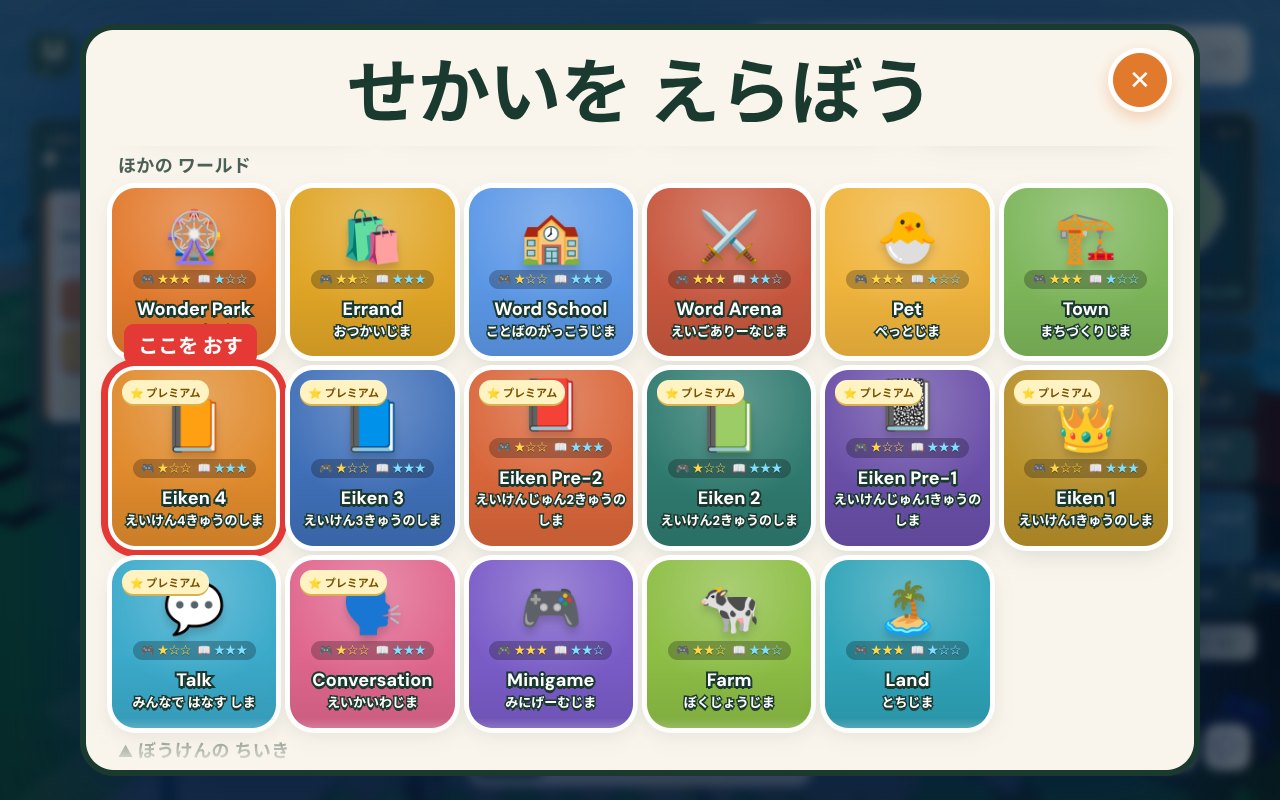 せかいを えらぼう
×
ほかの ワールド
Wonder Park
Errand
おつかいじま
Word School
ことばのがっこうじま
Word Arena
えいごありーなじま
Pet
ぺっとじま
Town
まちづくりじま
ここを おす
プレミアム
Eiken 4
えいけん4きゅうのしま
プレミアム
Eiken 3
えいけん3きゅうのしま
プレミアム
Eiken Pre-2
えいけんじゅん2きゅうの
しま
プレミアム
Eiken 2
えいけん2きゅうのしま
プレミアム
Eiken Pre-1
えいけんじゅん1きゅうの
しま
プレミアム
Eiken 1
えいけん1きゅうのしま
プレミアム
Talk
みんなで はなす しま
プレミアム
Conversation
えいかいわじま
Minigame
みにげーむじま
Farm
ぼくじょうじま
Land
とちじま
▲ ぼうけんの ちいき